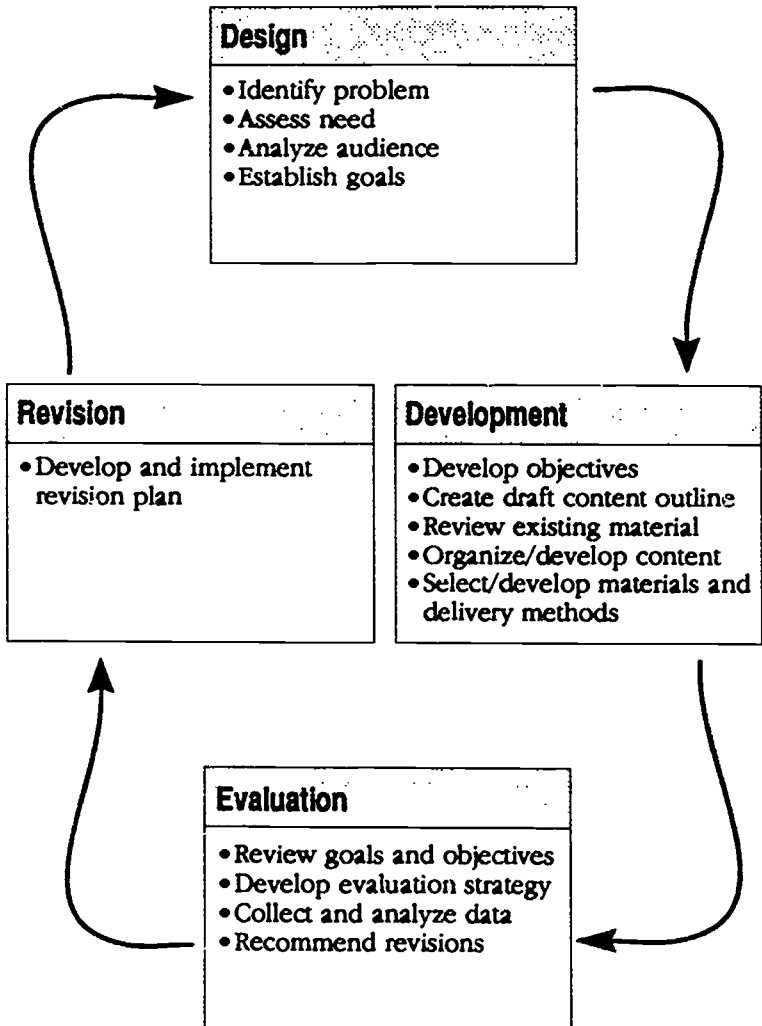 Design
•Identify problem
•Assess need
•Analyze audience
•Establish goals
Revision
•Develop and implement
revision plan
Development
•Develop objectives
•Create draft content outline
•Review existing material
•Organize/develop content
•Select/develop materials and
delivery methods
Evaluation
•Review goals and objectives
•Develop evaluation strategy
•Collect and analyze data
•Recommend revisions